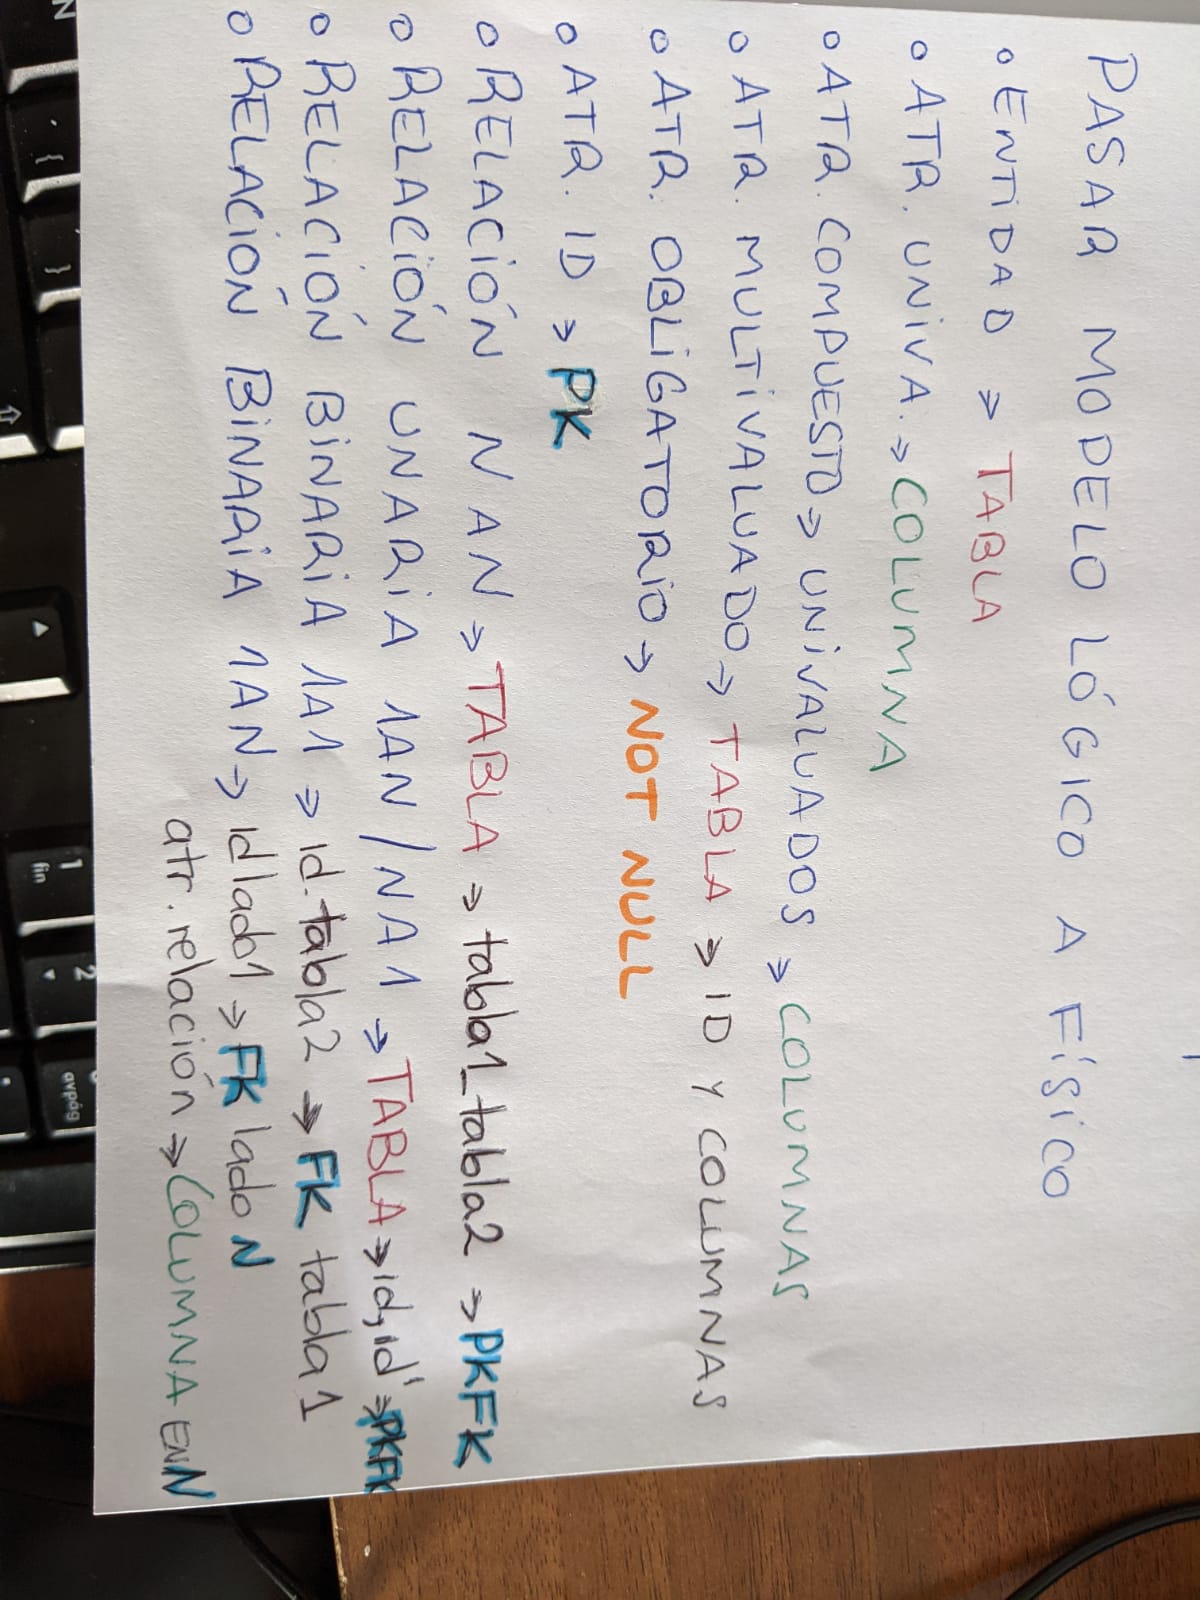 PASAR MODELO LÓGICO A FÍSICO
o ENTIDAD → TABLA
o ATR. UNIVA. → COLUMNA
o ATR. COMPUESTO → UNIVALUADOS → COLUMNAS
o ATR. MULTIVALUADO → TABLA → ID Y COLUMNAS
o ATR. OBLIGATORIO → NOT NULL
o ATR. ID → PK
o RELACIÓN N A N → TABLA → tabla1_tabla2 → PKFK
o RELACIÓN UNARIA 1AN/NA1 → TABLA → id, id' → PKFK
o RELACIÓN BINARIA 1A1 → id.tabla2 → FK tabla1
o RELACIÓN BINARIA 1AN → id lado1 → FK lado N
atr. relación → COLUMNA EN N
N
{
}
1
fin
2
avpág